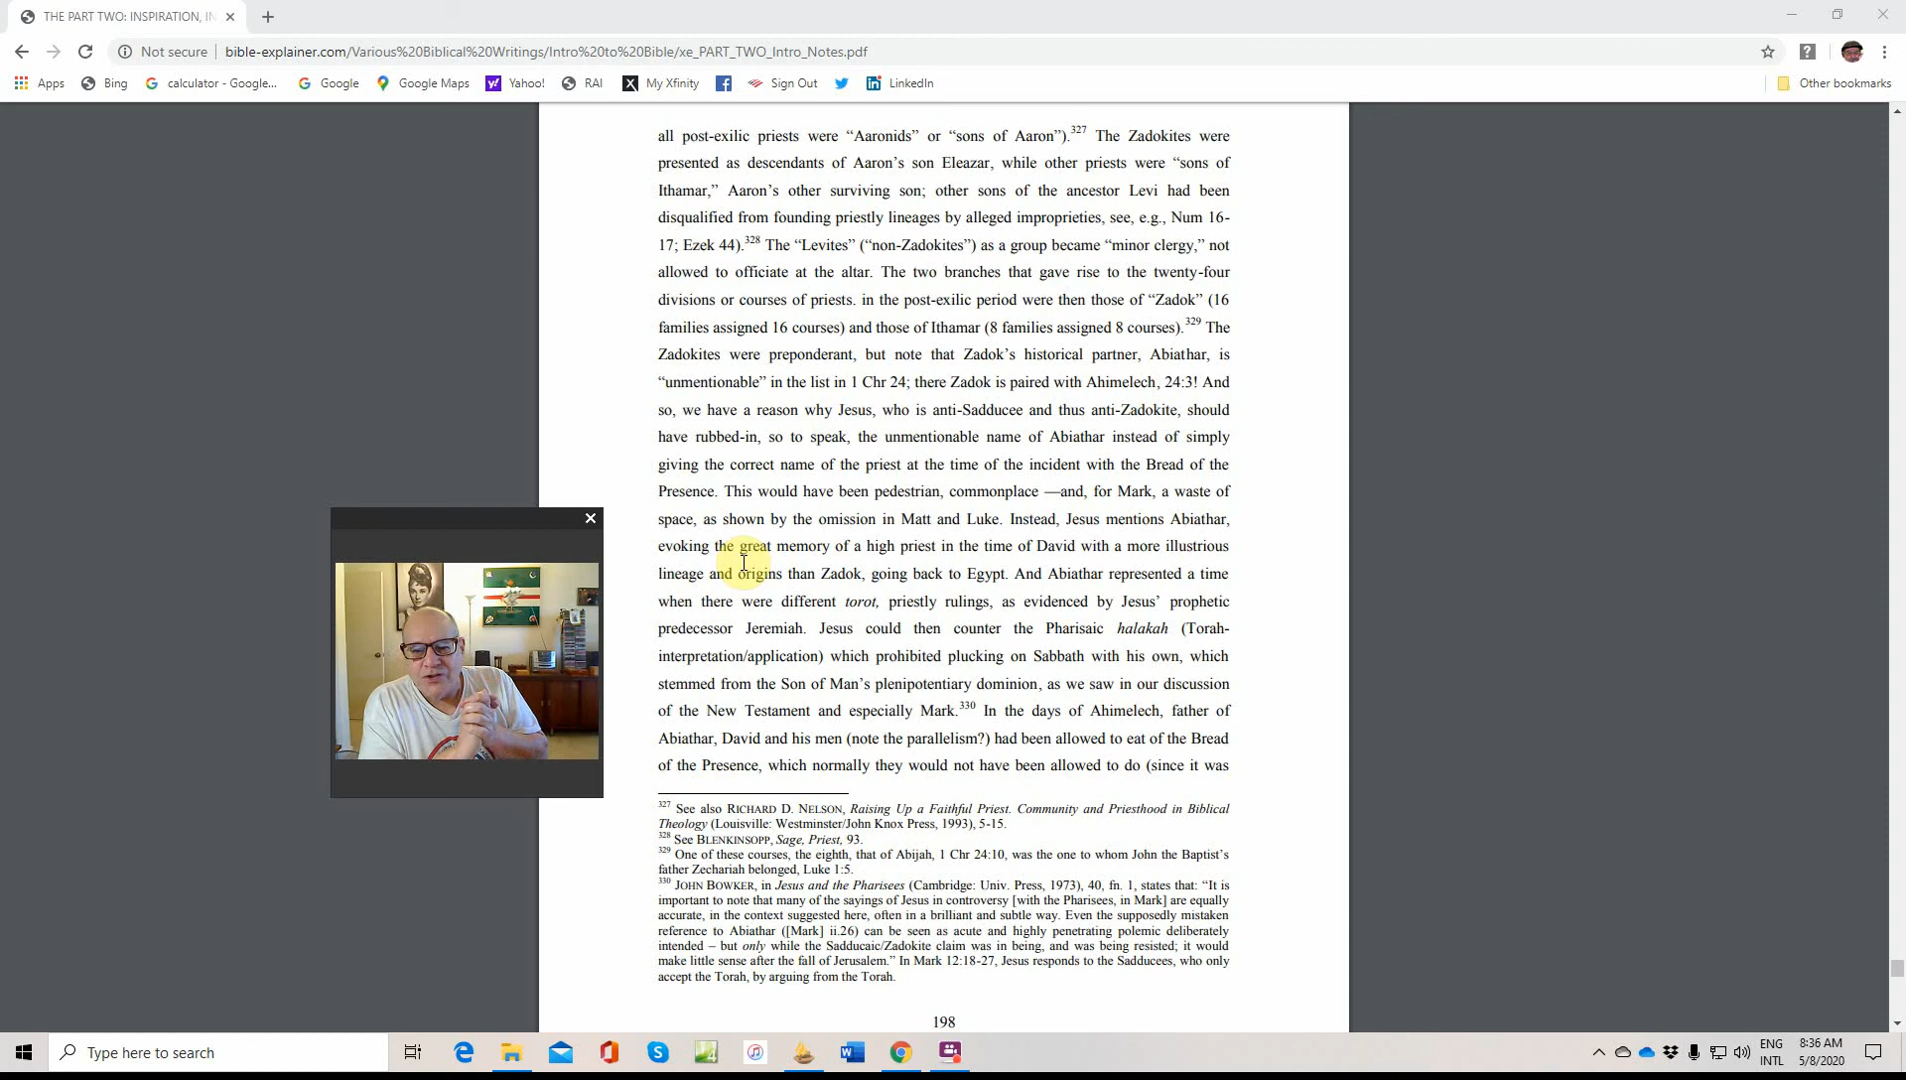 THE PART TWO: INSPIRATION, IN
Not secure
bible-explainer.com/Various%20Biblical%20Writings/Intro%20to%20Bible/xe_PART_TWO_Intro_Notes.pdf
Apps
Bing
calculator - Google...
Google
Google Maps
Yahoo!
RAI
My Xfinity
Sign Out
LinkedIn
Other bookmarks
all post-exilic priests were “Aaronids” or “sons of Aaron”).327 The Zadokites were
presented as descendants of Aaron’s son Eleazar, while other priests were “sons of
Ithamar,” Aaron’s other surviving son; other sons of the ancestor Levi had been
disqualified from founding priestly lineages by alleged improprieties, see, e.g., Num 16-
17; Ezek 44).328 The “Levites” (“non-Zadokites”) as a group became “minor clergy,” not
allowed to officiate at the altar. The two branches that gave rise to the twenty-four
divisions or courses of priests. in the post-exilic period were then those of “Zadok” (16
families assigned 16 courses) and those of Ithamar (8 families assigned 8 courses).329 The
Zadokites were preponderant, but note that Zadok’s historical partner, Abiathar, is
“unmentionable” in the list in 1 Chr 24; there Zadok is paired with Ahimelech, 24:3! And
so, we have a reason why Jesus, who is anti-Sadducee and thus anti-Zadokite, should
have rubbed-in, so to speak, the unmentionable name of Abiathar instead of simply
giving the correct name of the priest at the time of the incident with the Bread of the
Presence. This would have been pedestrian, commonplace —and, for Mark, a waste of
space, as shown by the omission in Matt and Luke. Instead, Jesus mentions Abiathar,
evoking the great memory of a high priest in the time of David with a more illustrious
lineage and origins than Zadok, going back to Egypt. And Abiathar represented a time
when there were different torot, priestly rulings, as evidenced by Jesus’ prophetic
predecessor Jeremiah. Jesus could then counter the Pharisaic halakah (Torah-
interpretation/application) which prohibited plucking on Sabbath with his own, which
stemmed from the Son of Man’s plenipotentiary dominion, as we saw in our discussion
of the New Testament and especially Mark.330 In the days of Ahimelech, father of
Abiathar, David and his men (note the parallelism?) had been allowed to eat of the Bread
of the Presence, which normally they would not have been allowed to do (since it was
327 See also RICHARD D. NELSON, Raising Up a Faithful Priest. Community and Priesthood in Biblical
Theology (Louisville: Westminster/John Knox Press, 1993), 5-15.
328 See BLENKINSOPP, Sage, Priest, 93.
329 One of these courses, the eighth, that of Abijah, 1 Chr 24:10, was the one to whom John the Baptist’s
father Zechariah belonged, Luke 1:5.
330 JOHN BOWKER, in Jesus and the Pharisees (Cambridge: Univ. Press, 1973), 40, fn. 1, states that: “It is
important to note that many of the sayings of Jesus in controversy [with the Pharisees, in Mark] are equally
accurate, in the context suggested here, often in a brilliant and subtle way. Even the supposedly mistaken
reference to Abiathar ([Mark] ii.26) can be seen as acute and highly penetrating polemic deliberately
intended – but only while the Sadducaic/Zadokite claim was in being, and was being resisted; it would
make little sense after the fall of Jerusalem.” In Mark 12:18-27, Jesus responds to the Sadducees, who only
accept the Torah, by arguing from the Torah.
198
Type here to search
ENG
INTL
8:36 AM
5/8/2020